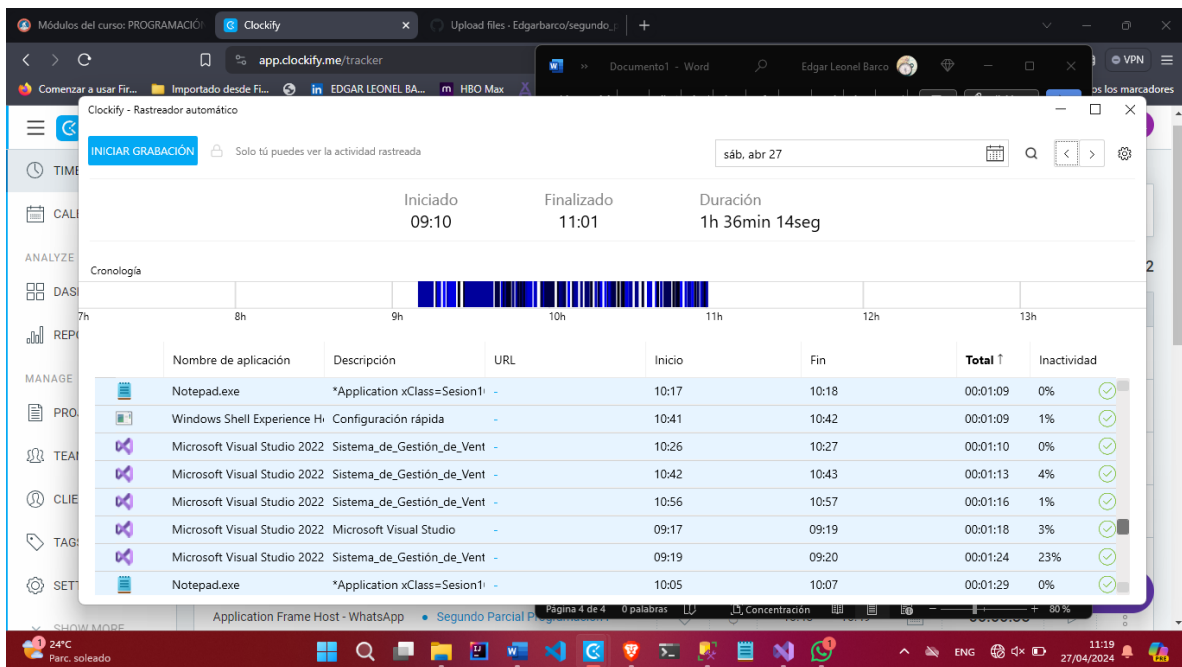 Módulos del curso: PROGRAMACIÓ
Clockify
Upload files · Edgarbarco/segundo_p
app.clockify.me/tracker
VPN
Comenzar a usar Fir...
Importado desde Fi...
EDGAR LEONEL BA...
HBO Max
os los marcadores
Documento1 - Word
Edgar Leonel Barco
Clockify - Rastreador automático
INICIAR GRABACIÓN
Solo tú puedes ver la actividad rastreada
sáb, abr 27
Iniciado Finalizado Duración
09:10 11:01 1h 36min 14seg
Cronología
7h 8h 9h 10h 11h 12h 13h
Nombre de aplicación Descripción URL Inicio Fin Total ↑ Inactividad
Notepad.exe *Application xClass=Sesion1( - 10:17 10:18 00:01:09 0%
Windows Shell Experience H Configuración rápida - 10:41 10:42 00:01:09 1%
Microsoft Visual Studio 2022 Sistema_de_Gestión_de_Vent - 10:26 10:27 00:01:10 0%
Microsoft Visual Studio 2022 Sistema_de_Gestión_de_Vent - 10:42 10:43 00:01:13 4%
Microsoft Visual Studio 2022 Sistema_de_Gestión_de_Vent - 10:56 10:57 00:01:16 1%
Microsoft Visual Studio 2022 Microsoft Visual Studio - 09:17 09:19 00:01:18 3%
Microsoft Visual Studio 2022 Sistema_de_Gestión_de_Vent - 09:19 09:20 00:01:24 23%
Notepad.exe *Application xClass=Sesion1( - 10:05 10:07 00:01:29 0%
TIME
CALE
ANALYZE
DASH
REPO
MANAGE
PRO
TEAM
CLIE
TAGS
SETT
SHOW MORE
2
Application Frame Host - WhatsApp • Segundo Parcial
Página 4 de 4 0 palabras Concentración 80 %
24°C
Parc. soleado
ENG
11:19
27/04/2024